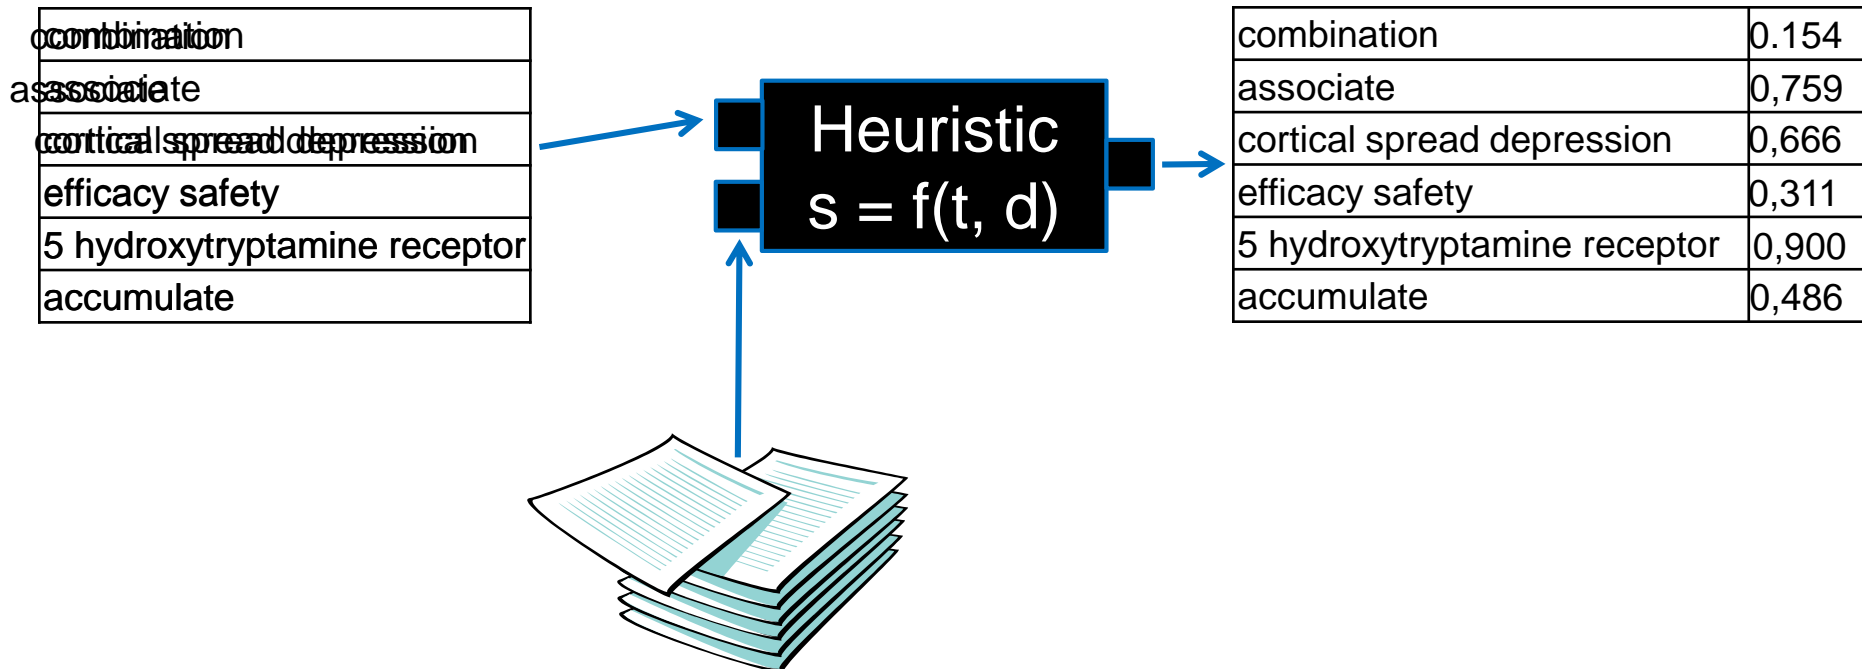 combination
associate
cortical spread depression
efficacy safety
5 hydroxytryptamine receptor
accumulate
Heuristic
s = f(t, d)
combination 0.154
associate 0,759
cortical spread depression 0,666
efficacy safety 0,311
5 hydroxytryptamine receptor 0,900
accumulate 0,486